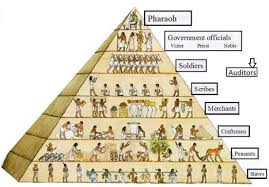 Pharaoh
Government officials
Vizier Priest Noble
Soldiers
Auditors
Scribes
Merchants
Craftsmen
Peasants
Slaves